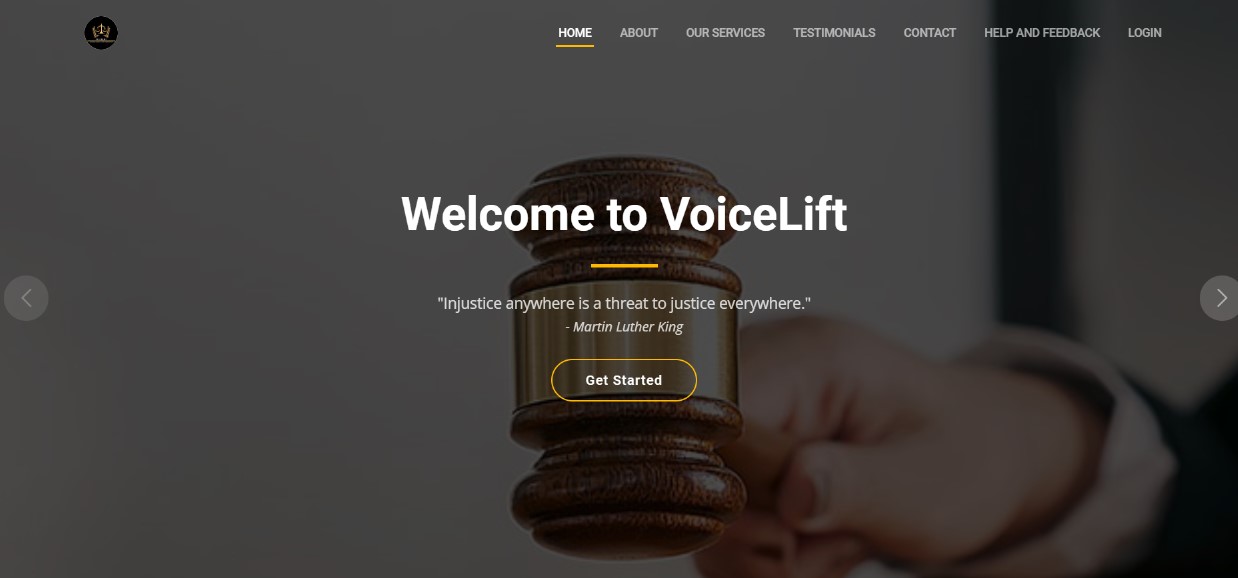 HOME ABOUT OUR SERVICES TESTIMONIALS CONTACT HELP AND FEEDBACK LOGIN
Welcome to VoiceLift
"Injustice anywhere is a threat to justice everywhere."
- Martin Luther King
Get Started